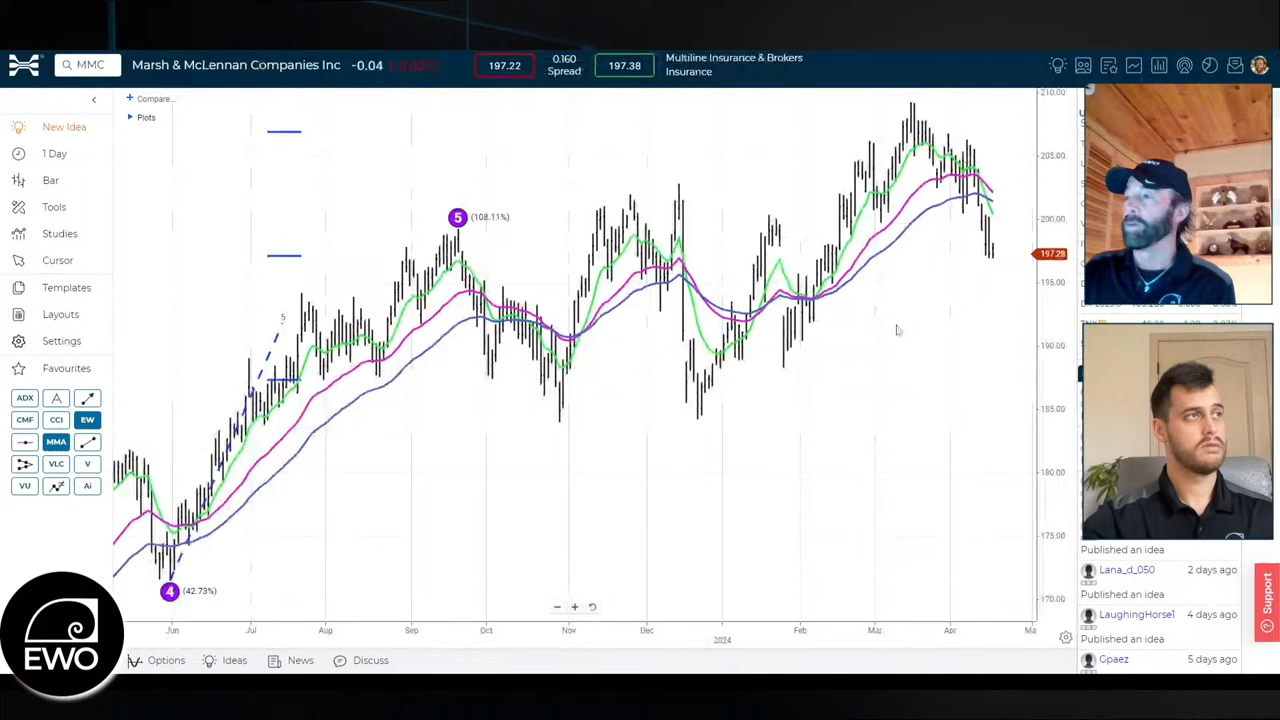 MMC
Marsh & McLennan Companies Inc
-0.04
(-0.02%)
197.22
0.160
Spread
197.38
Multiline Insurance & Brokers
Insurance
New Idea
1 Day
Bar
Tools
Studies
Cursor
Templates
Layouts
Settings
Favourites
ADX
CMF CCI EW
MMA
VLC V
VU Ai
EWO
Compare...
Plots
5 (108.11%)
5
4 (42.73%)
210.00
205.00
200.00
197.28
195.00
190.00
185.00
180.00
175.00
170.00
Jun Jul Aug Sep Oct Nov Dec 2024 Feb Mar Apr Ma
Options Ideas News Discuss
Published an idea
Lana_d_050 2 days ago
Published an idea
LaughingHorse1 4 days ago
Published an idea
Gpaez 5 days ago
Support